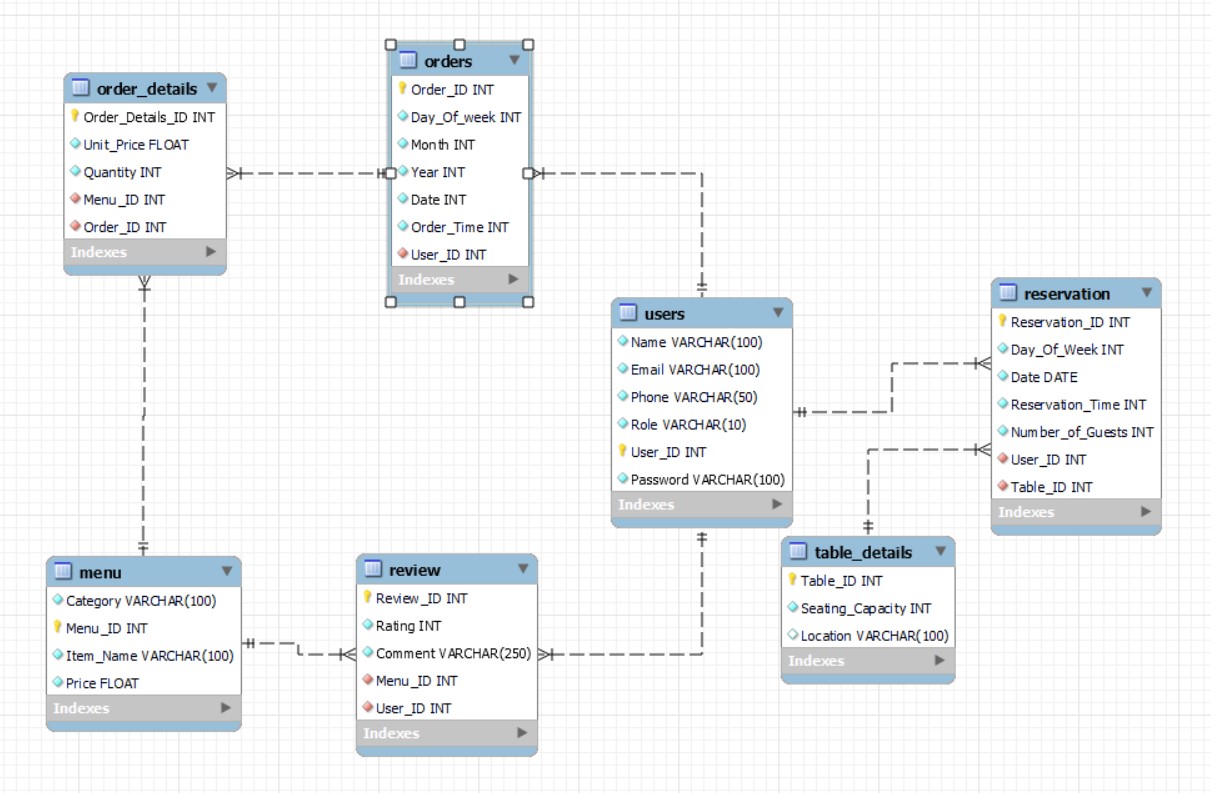 order_details
Order_Details_ID INT
Unit_Price FLOAT
Quantity INT
Menu_ID INT
Order_ID INT
Indexes
orders
Order_ID INT
Day_Of_week INT
Month INT
Year INT
Date INT
Order_Time INT
User_ID INT
Indexes
users
Name VARCHAR(100)
Email VARCHAR(100)
Phone VARCHAR(50)
Role VARCHAR(10)
User_ID INT
Password VARCHAR(100)
Indexes
reservation
Reservation_ID INT
Day_Of_Week INT
Date DATE
Reservation_Time INT
Number_of_Guests INT
User_ID INT
Table_ID INT
Indexes
menu
Category VARCHAR(100)
Menu_ID INT
Item_Name VARCHAR(100)
Price FLOAT
Indexes
review
Review_ID INT
Rating INT
Comment VARCHAR(250)
Menu_ID INT
User_ID INT
Indexes
table_details
Table_ID INT
Seating_Capacity INT
Location VARCHAR(100)
Indexes